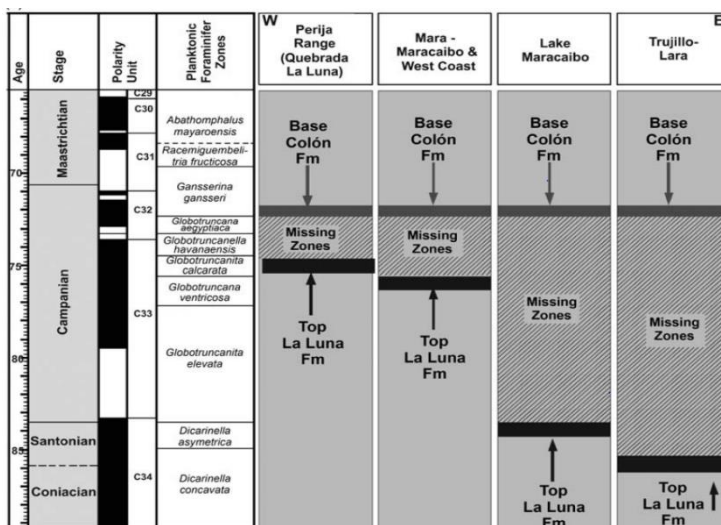 W
E
Age
Stage
Polarity
Unit
Planktonic
Foraminifer
Zones
Perija
Range
(Quebrada
La Luna)
Mara -
Maracaibo &
West Coast
Lake
Maracaibo
Trujillo-
Lara
70
75
80
85
Maastrichtian
Campanian
Santonian
Coniacian
C29
C30
C31
C32
C33
C34
Abathomphalus
mayaroensis
Racemiguembeli-
tria fructicosa
Gansserina
gansseri
Globotruncana
aegyptiaca
Globotruncanella
havanaensis
Globotruncanita
calcarata
Globotruncana
ventricosa
Globotruncanita
elevata
Dicarinella
asymetrica
Dicarinella
concavata
Base
Colón
Fm
Missing
Zones
Top
La Luna
Fm
Base
Colón
Fm
Missing
Zones
Top
La Luna
Fm
Base
Colón
Fm
Missing
Zones
Top
La Luna
Fm
Base
Colón
Fm
Missing
Zones
Top
La Luna
Fm